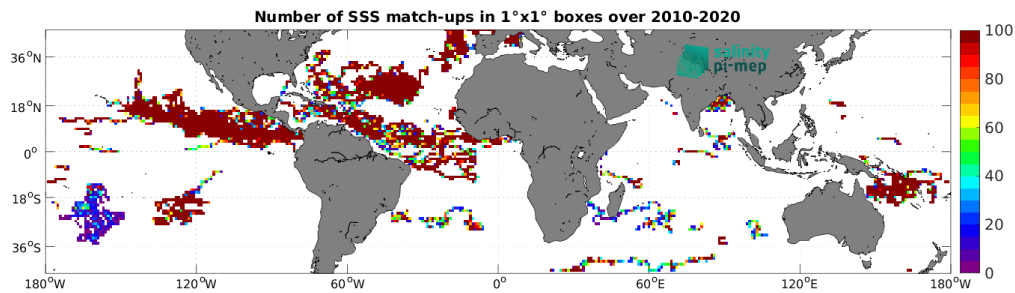 Number of SSS match-ups in 1°x1° boxes over 2010-2020
salinity
pi-mep
36°N
18°N
0°
18°S
36°S
180°W
120°W
60°W
0°
60°E
120°E
180°W
100
80
60
40
20
0